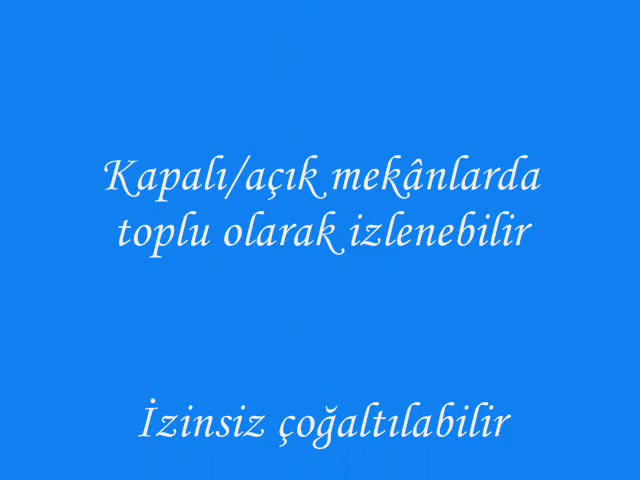 Kapalı/açık mekânlarda
toplu olarak izlenebilir
İzinsiz çoğaltılabilir